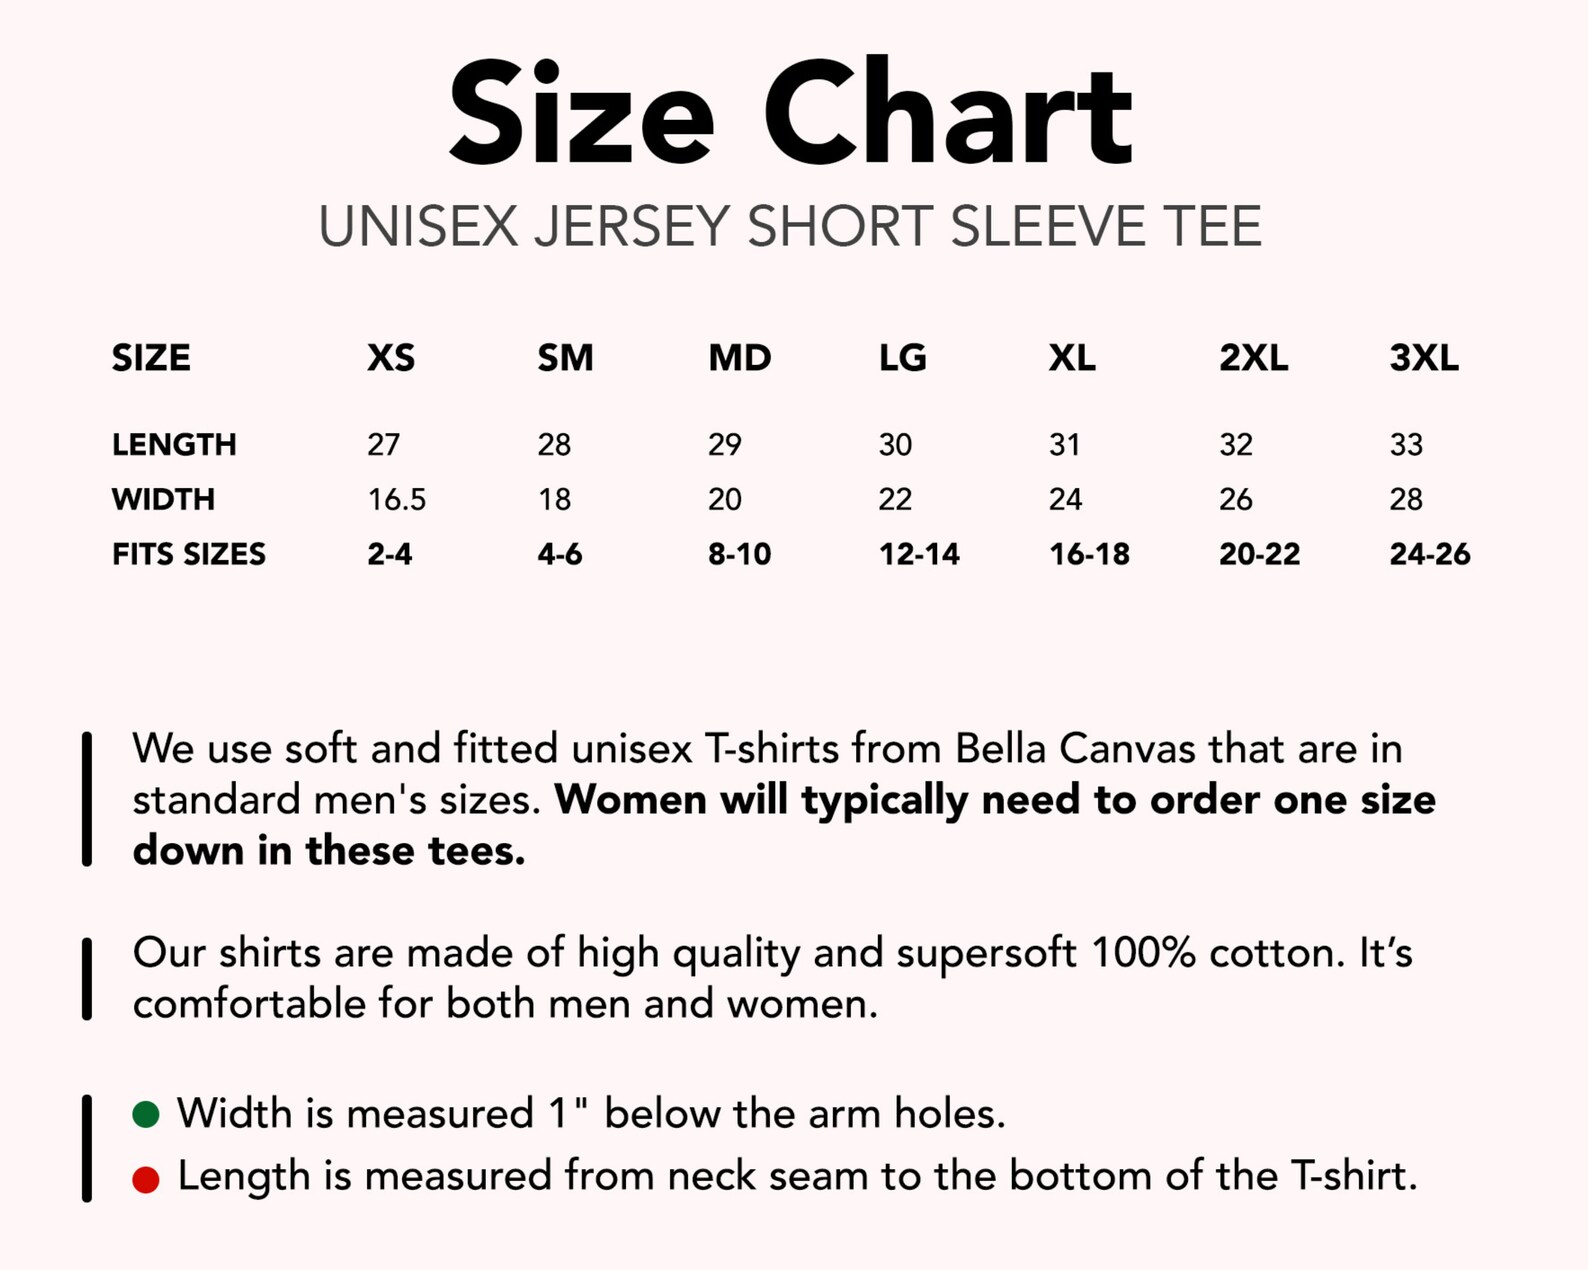 Size Chart
UNISEX JERSEY SHORT SLEEVE TEE
SIZE XS SM MD LG XL 2XL 3XL
LENGTH 27 28 29 30 31 32 33
WIDTH 16.5 18 20 22 24 26 28
FITS SIZES 2-4 4-6 8-10 12-14 16-18 20-22 24-26
We use soft and fitted unisex T-shirts from Bella Canvas that are in
standard men's sizes. Women will typically need to order one size
down in these tees.
Our shirts are made of high quality and supersoft 100% cotton. It’s
comfortable for both men and women.
Width is measured 1" below the arm holes.
Length is measured from neck seam to the bottom of the T-shirt.